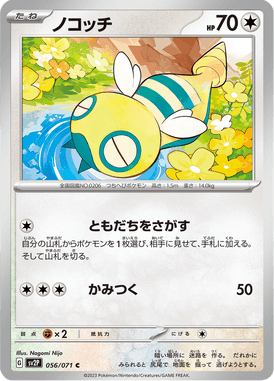 たね ノコッチ HP70
全国図鑑NO.0206 つちへびポケモン 高さ:1.5m 重さ:14.0kg
ともだちをさがす
自分の山札からポケモンを1枚選び、相手に見せて、手札に加える。
そして山札を切る。
かみつく 50
弱点 ×2 抵抗力 にげる
Illus. Nagomi Nijo
SV2P 056/071 C
暗い場所に 迷路を 作る。
みられると 尻尾で 地面を 掘って 逃げる。
©2023 Pokémon/Nintendo/Creatures/GAME FREAK.